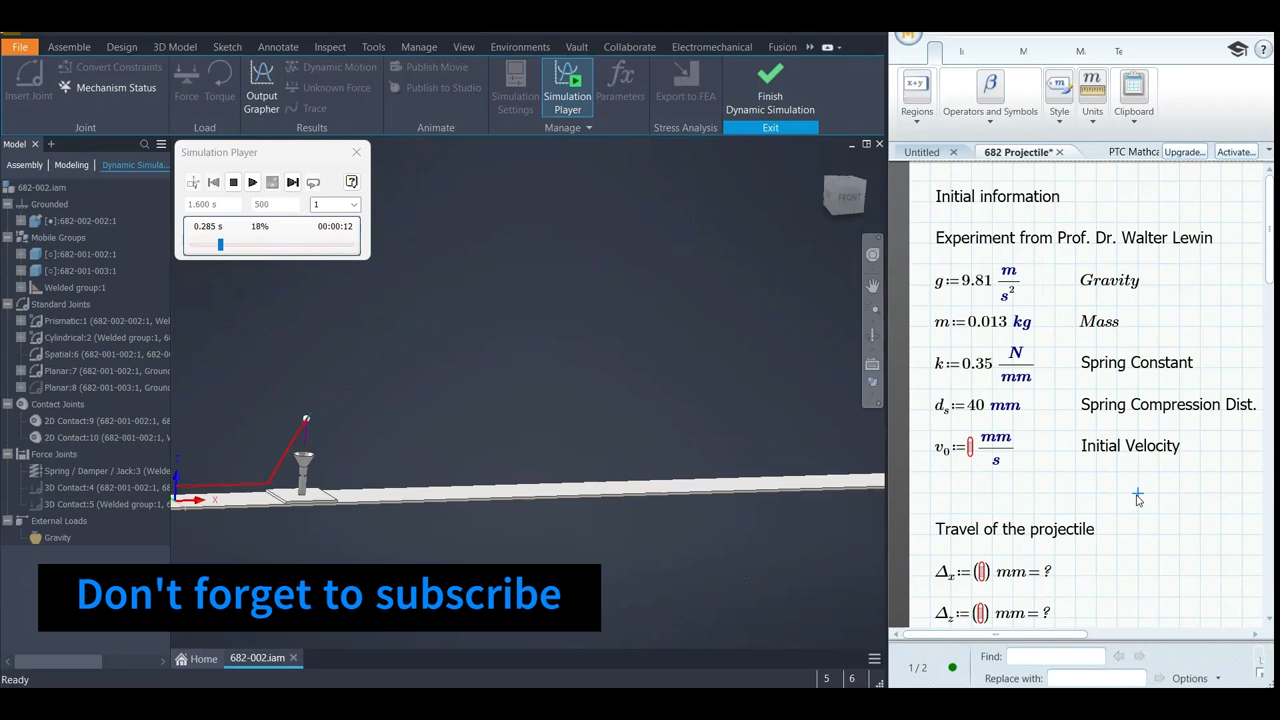 File Assembly Design 3D Model Sketch Annotate Inspect Tools Manage View Environments Vault Collaborate Electromechanical Fusion
Insert Joint
Convert Constraints
Mechanism Status
Joint
Force Torque
Load
Output Grapher
Dynamic Motion
Unknown Force
Trace
Results
Publish Movie
Publish to Studio
Animate
Simulation Settings
Simulation Player
Parameters
Manage
Export to FEA
Stress Analysis
Finish Dynamic Simulation
Exit
Model
Assembly Modeling Dynamic Simula...
682-002.iam
Grounded
[●]:682-002-002:1
Mobile Groups
[○]:682-001-002:1
[○]:682-001-003:1
Welded group:1
Standard Joints
Prismatic:1 (682-002-002:1, We
Cylindrical:2 (Welded group:1,
Spatial:6 (682-001-002:1, 682-
Planar:7 (682-001-002:1, Groun
Planar:8 (682-001-003:1, Groun
Contact Joints
2D Contact:9 (682-002-002:1,
2D Contact:10 (682-001-002:1,
Force Joints
Spring / Damper / Jack:3 (Welde
3D Contact:4 (682-002-002:1,
3D Contact:5 (Welded group:1,
External Loads
Gravity
Simulation Player
1.600 s 500 1
0.285 s 18% 00:00:12
FRONT
Z
X
Don't forget to subscribe
Home 682-002.iam
Ready 5 6
Regions
Operators and Symbols
Style
Units
Clipboard
Untitled 682 Projectile* PTC Mathca Upgrade... Activate...
Initial information
Experiment from Prof. Dr. Walter Lewin
g:=9.81 m/s² Gravity
m:=0.013 kg Mass
k:=0.35 N/mm Spring Constant
dₛ:=40 mm Spring Compression Dist.
v₀:= mm/s Initial Velocity
Travel of the projectile
Δₓ:=() mm=?
Δ_z:=() mm=?
1 / 2 Find:
Replace with: Options